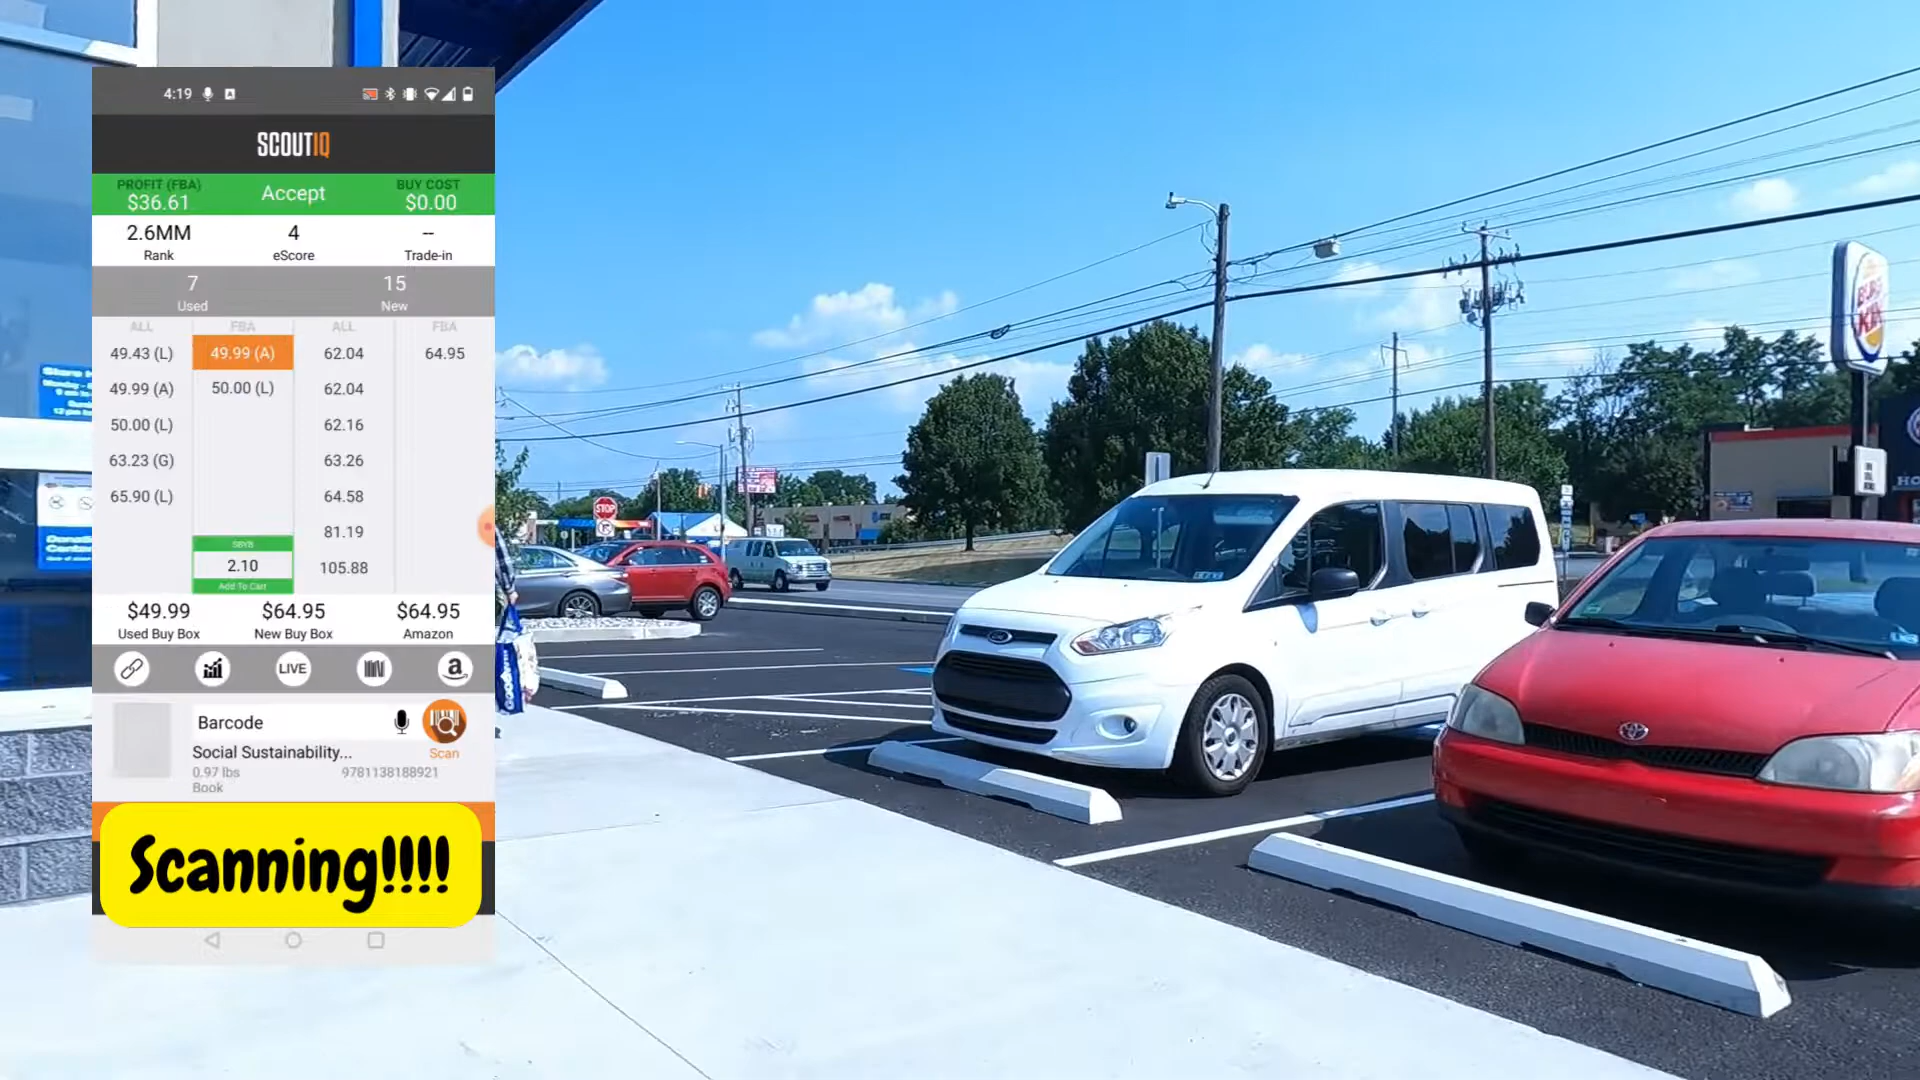 4:19
SCOUTIQ
PROFIT (FBA)
$36.61
Accept
BUY COST
$0.00
2.6MM
Rank
4
eScore
--
Trade-in
7
Used
15
New
ALL
FBA
ALL
FBA
49.43 (L)
49.99 (A)
62.04
64.95
49.99 (A)
50.00 (L)
62.04
50.00 (L)
62.16
63.23 (G)
63.26
65.90 (L)
64.58
81.19
105.88
SBYB
2.10
Add To Cart
$49.99
Used Buy Box
$64.95
New Buy Box
$64.95
Amazon
LIVE
a
Barcode
Scan
Social Sustainability...
0.97 lbs
9781138188921
Book
Scanning!!!!
STOP